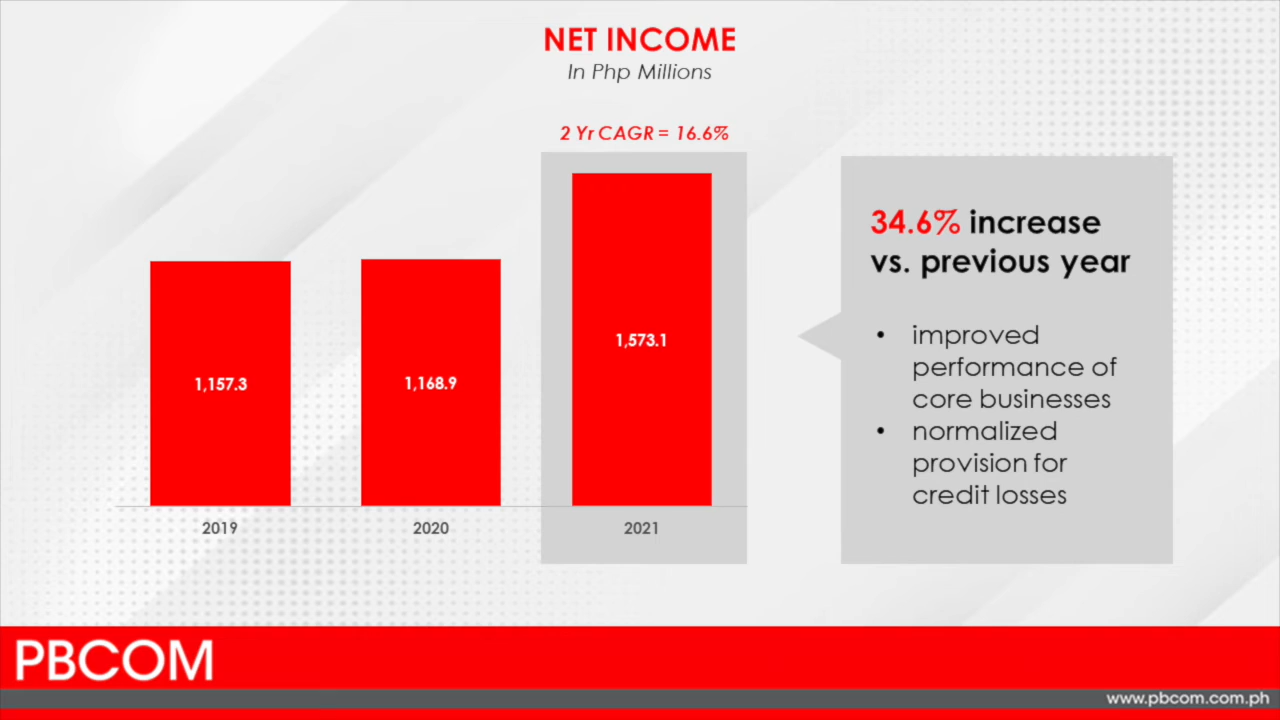 NET INCOME
In Php Millions
2 Yr CAGR = 16.6%
1,157.3
1,168.9
1,573.1
2019
2020
2021
34.6% increase
vs. previous year
• improved
performance of
core businesses
• normalized
provision for
credit losses
PBCOM
www.pbcom.com.ph